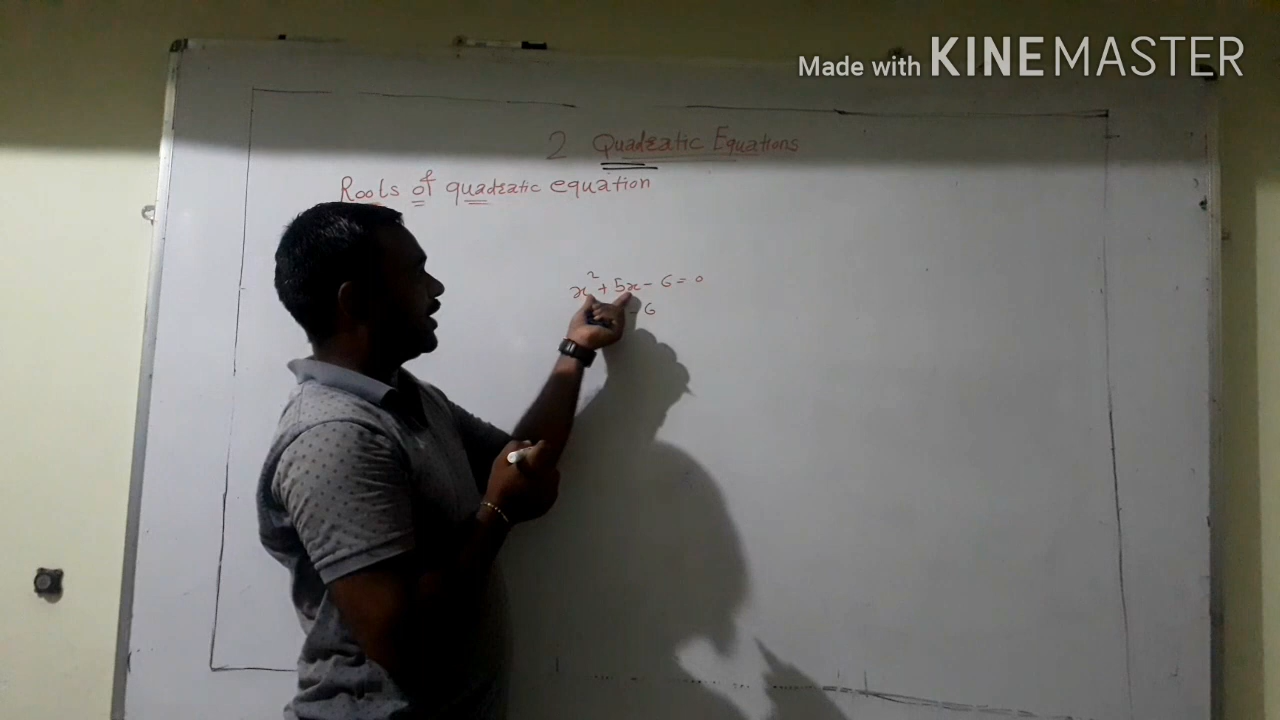 Made with KINEMASTER
2 Quadratic Equations
Roots of quadratic equation
x² + 5x - 6 = 0
- 6